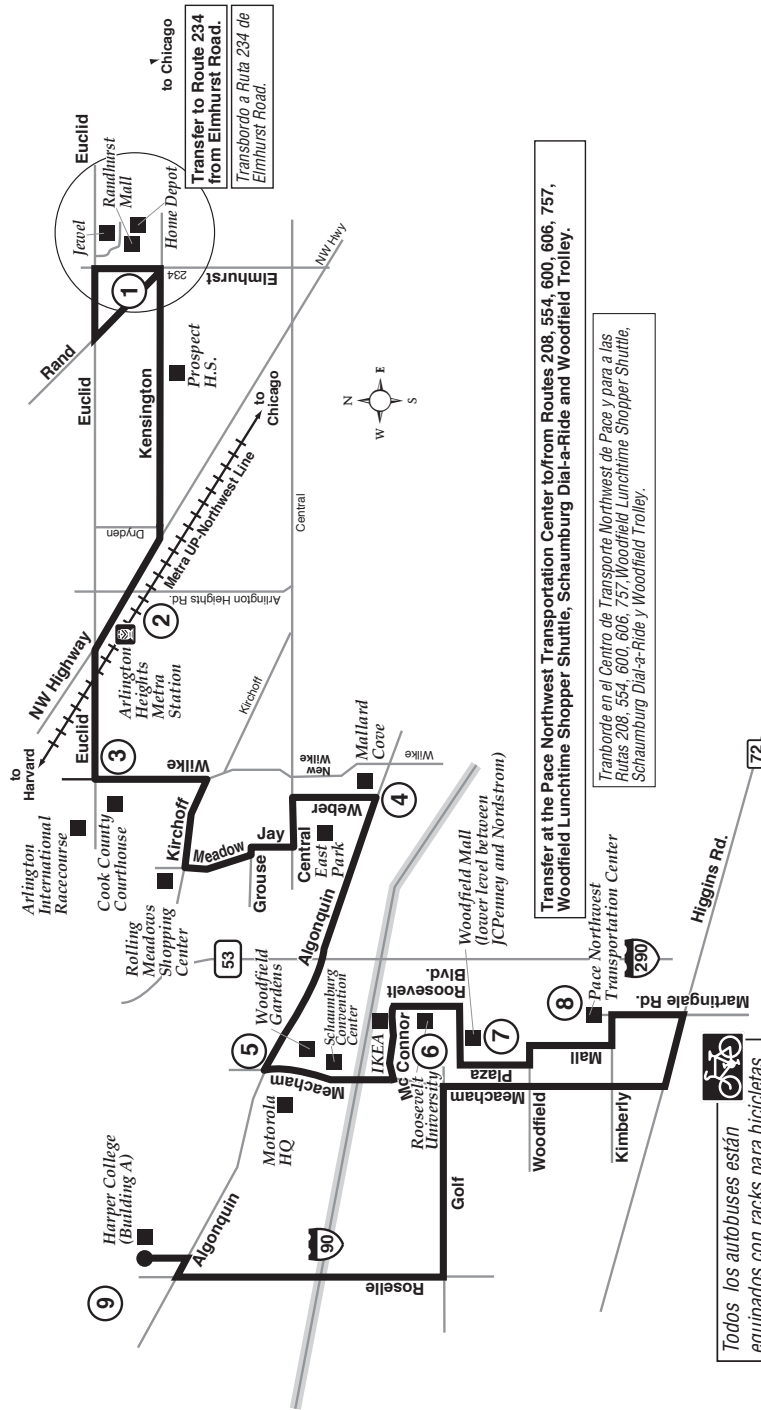 Harper College
(Building A)
9
Algonquin
Roselle
90
Golf
Motorola
HQ
5
Woodfield
Gardens
Schaumburg
Convention
Center
Meacham
IKEA
Mc Connor
6
Roosevelt
University
Roosevelt
Blvd.
Woodfield Mall
(lower level between
JCPenney and Nordstrom)
7
Plaza
Meacham
Woodfield
Mall
Kimberly
8
Pace Northwest
Transportation Center
290
Martingale Rd.
Higgins Rd.
72
53
Algonquin
Arlington
International
Racecourse
Cook County
Courthouse
Rolling
Meadows
Shopping
Center
to
Harvard
NW Highway
Euclid
3
Wilke
Kirchoff
Meadow
Grouse
Jay
Central
East
Park
Weber
4
Mallard
Cove
Wilke
New
Wilke
Kirchoff
Arlington
Heights
Metra
Station
2
Arlington Heights Rd.
Metra UP-Northwest Line
to
Chicago
Central
Dryden
Euclid
Kensington
Rand
Prospect
H.S.
1
234
Elmhurst
NW Hwy
Jewel
Randhurst
Mall
Home Depot
Euclid
to Chicago
Transfer to Route 234
from Elmhurst Road.
Transbordo a Ruta 234 de
Elmhurst Road.
N
W
E
S
Transfer at the Pace Northwest Transportation Center to/from Routes 208, 554, 600, 606, 757,
Woodfield Lunchtime Shopper Shuttle, Schaumburg Dial-a-Ride and Woodfield Trolley.
Tranborde en el Centro de Transporte Northwest de Pace y para a las
Rutas 208, 554, 600, 606, 757,Woodfield Lunchtime Shopper Shuttle,
Schaumburg Dial-a-Ride y Woodfield Trolley.
Todos los autobuses están
equipados con racks para bicicletas